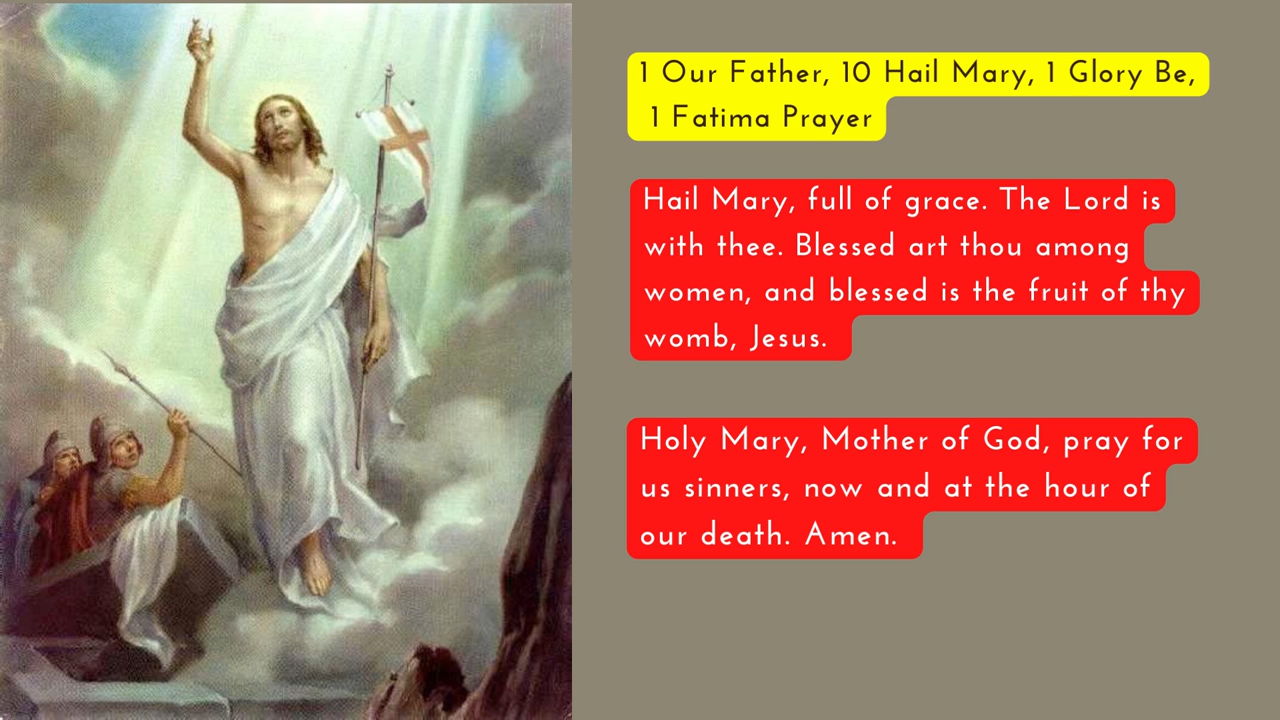 1 Our Father, 10 Hail Mary, 1 Glory Be,
1 Fatima Prayer
Hail Mary, full of grace. The Lord is
with thee. Blessed art thou among
women, and blessed is the fruit of thy
womb, Jesus.
Holy Mary, Mother of God, pray for
us sinners, now and at the hour of
our death. Amen.